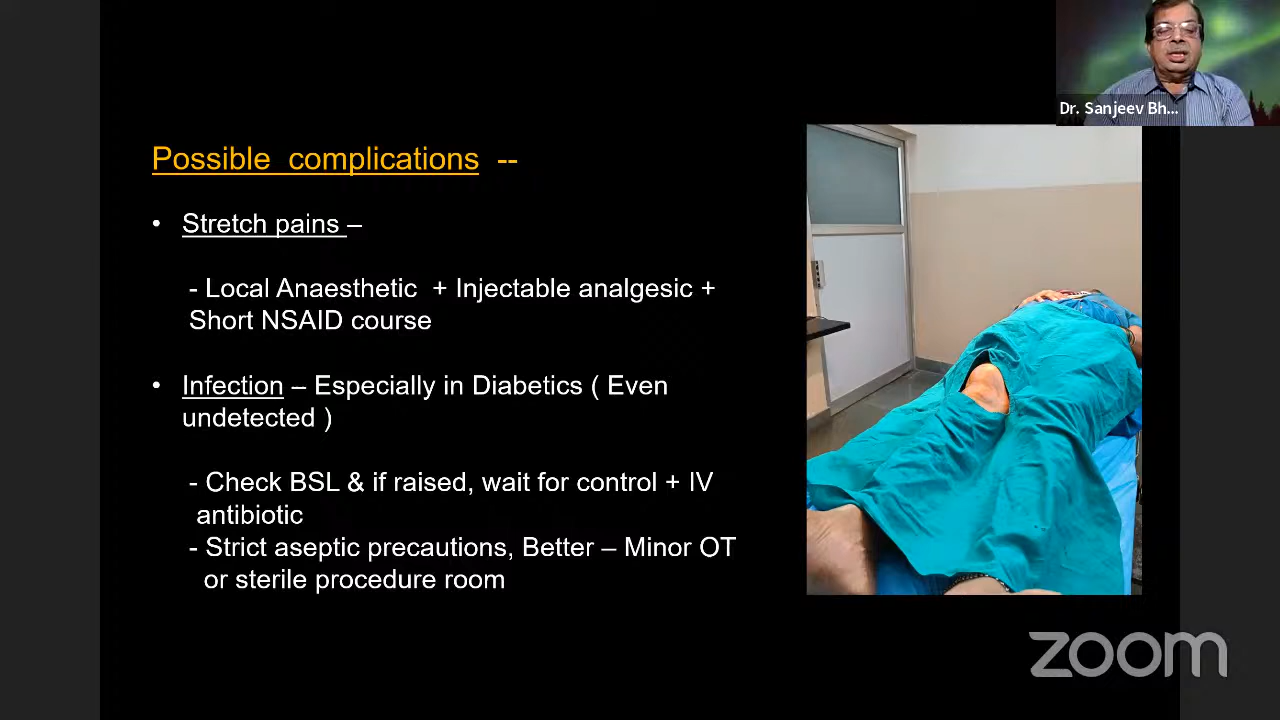 Dr. Sanjeev Bh...
Possible complications --
• Stretch pains –
- Local Anaesthetic + Injectable analgesic +
Short NSAID course
• Infection – Especially in Diabetics ( Even
undetected )
- Check BSL & if raised, wait for control + IV
antibiotic
- Strict aseptic precautions, Better – Minor OT
or sterile procedure room
zoom